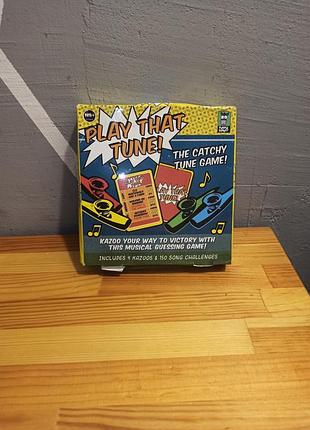 PLAY THAT
TUNE!
THE CATCHY
TUNE GAME!
KAZOO YOUR WAY TO VICTORY WITH
THIS MUSICAL GUESSING GAME!
INCLUDES 4 KAZOOS & 150 SONG CHALLENGES